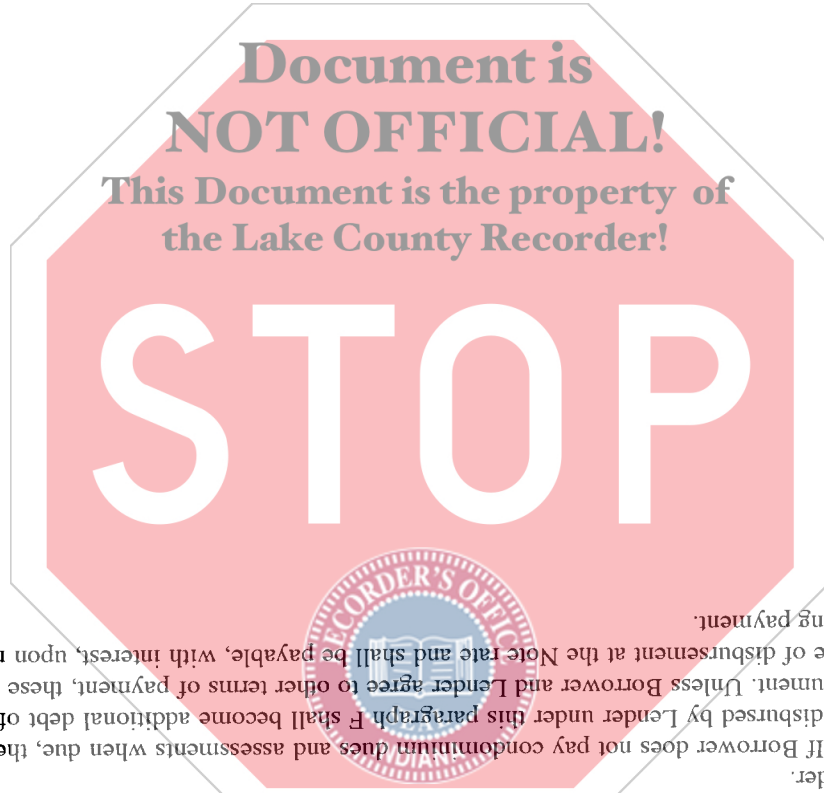 Document is
NOT OFFICIAL!
This Document is the property of
the Lake County Recorder!
STOP
RECORDER'S OFFICE
der.
If Borrower does not pay condominium dues and assessments when due, the
disbursed by Lender under this paragraph F shall become additional debt of
ument. Unless Borrower and Lender agree to other terms of payment, these
e of disbursement at the Note rate and shall be payable, with interest, upon
ng payment.